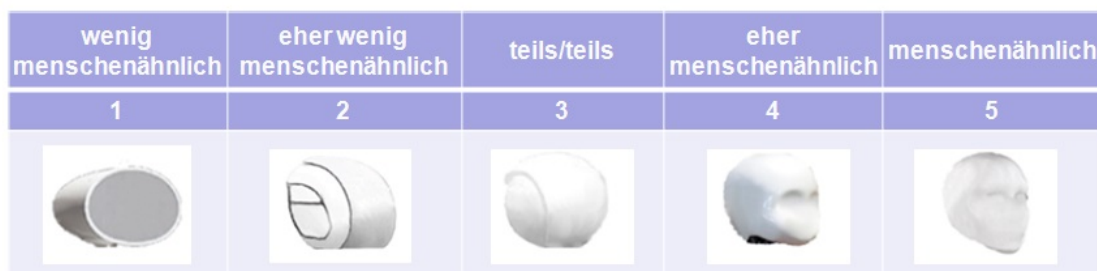 wenig menschenähnlich
eher wenig menschenähnlich
teils/teils
eher menschenähnlich
menschenähnlich
1
2
3
4
5